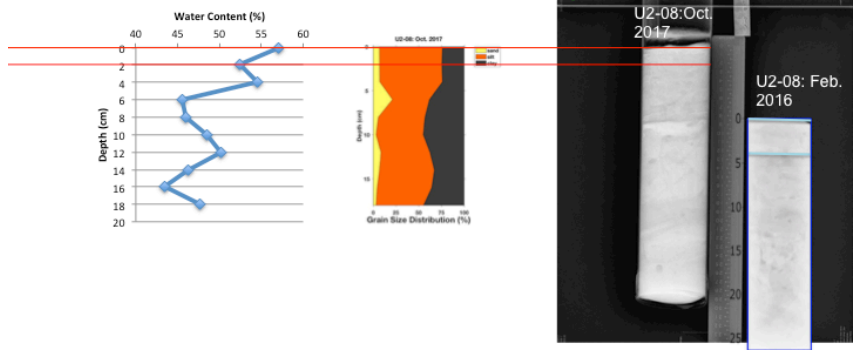 Water Content (%)
40 45 50 55 60
0
2
4
6
8
10
12
14
16
18
20
Depth (cm)
U2-08: Oct. 2017
sand
silt
clay
5
10
15
Depth (cm)
0 25 50 75 100
Grain Size Distribution (%)
U2-08:Oct.
2017
U2-08: Feb.
2016
0
5
10
15
20
25